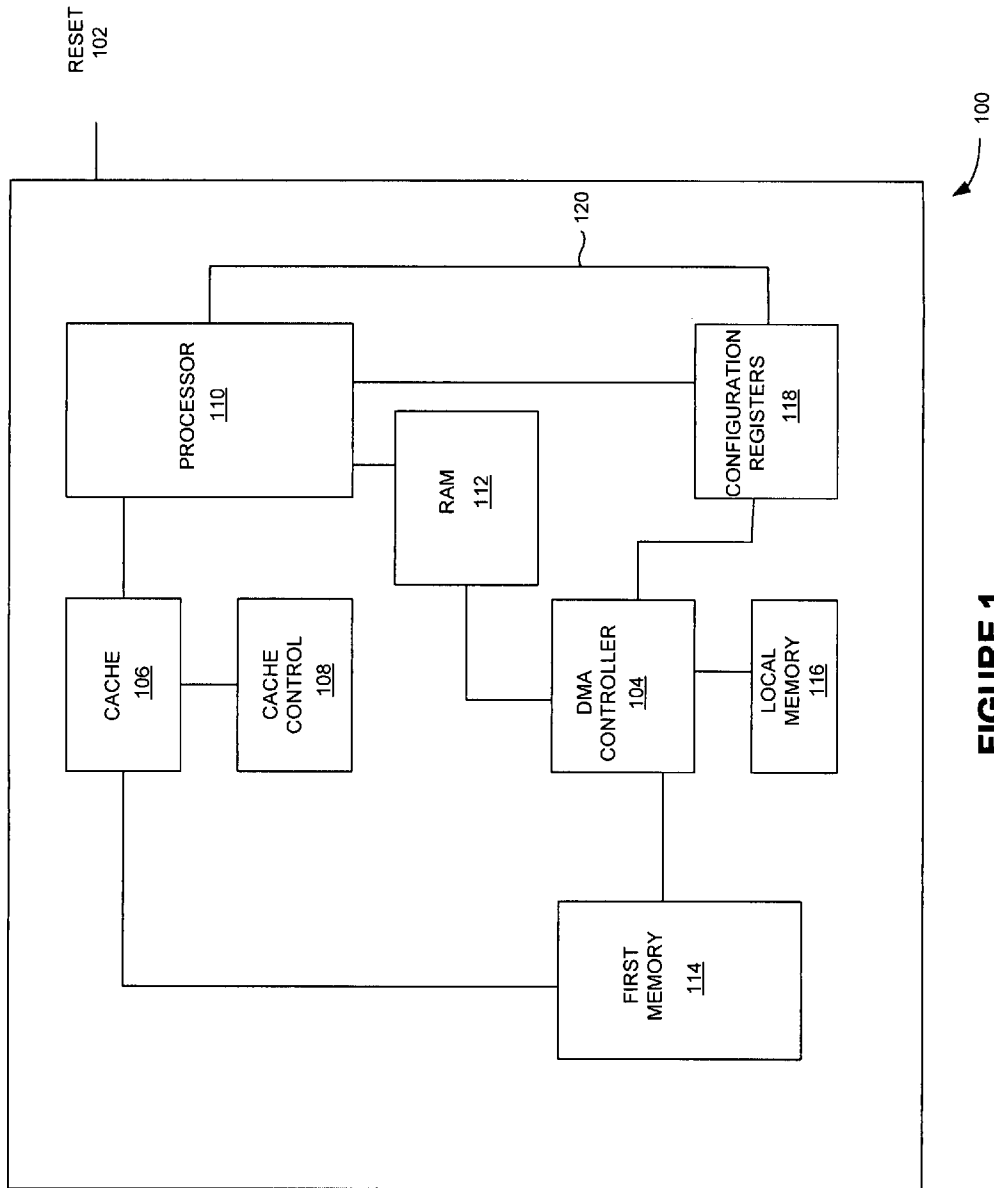 RESET
102
PROCESSOR
110
CACHE
106
CACHE
CONTROL
108
RAM
112
120
FIRST
MEMORY
114
DMA
CONTROLLER
104
CONFIGURATION
REGISTERS
118
LOCAL
MEMORY
116
100
FIGURE 1